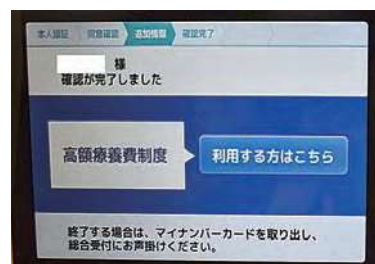 本人認証 同意確認 追加情報 確認完了
様
確認が完了しました
高額療養費制度 利用する方はこちら
終了する場合は、マイナンバーカードを取り出し、
総合受付にお声掛けください。